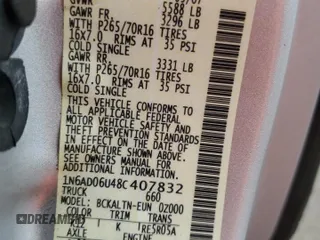 GVWR 5588 LB
GAWR FR. 3296 LB
WITH P265/70R16 TIRES
16X7.0 RIMS AT 35 PSI
COLD SINGLE
GAWR RR. 3331 LB
WITH P265/70R16 TIRES
16X7.0 RIMS AT 35 PSI
COLD SINGLE
THIS VEHICLE CONFORMS TO
ALL APPLICABLE FEDERAL
MOTOR VEHICLE SAFETY AND
THEFT PREVENTION STANDARDS
IN EFFECT ON THE DATE OF
MANUFACTURE SHOWN ABOVE.
SEE OWNERS MANUAL FOR
ADDITIONAL INFORMATION
1N6AD06U48C407832
TRUCK 660
MODEL: BCKALTN-EUN 0Z000
COLOR TRIM TRANS
K RE5R05A
AXLE ENGINE
DREAMBID